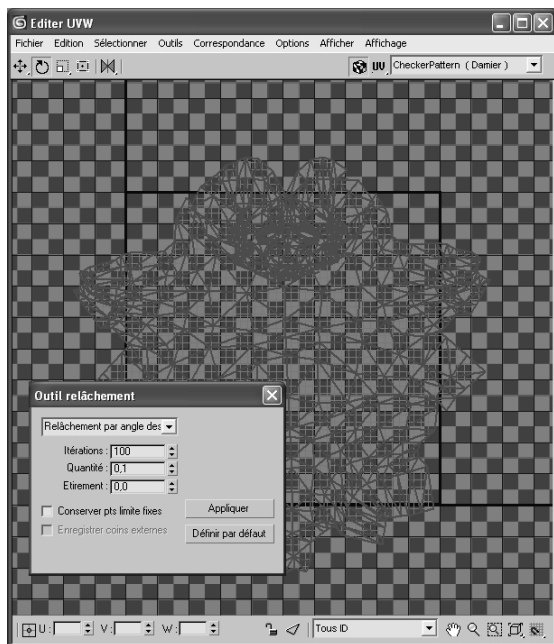 Editer UVW
Fichier Edition Sélectionner Outils Correspondance Options Afficher Affichage
UV CheckerPattern ( Damier )
Outil relâchement
Relâchement par angle des
Itérations : 100
Quantité : 0,1
Etirement : 0,0
Conserver pts limite fixes
Appliquer
Enregistrer coins externes
Définir par défaut
U : V : W : Tous ID